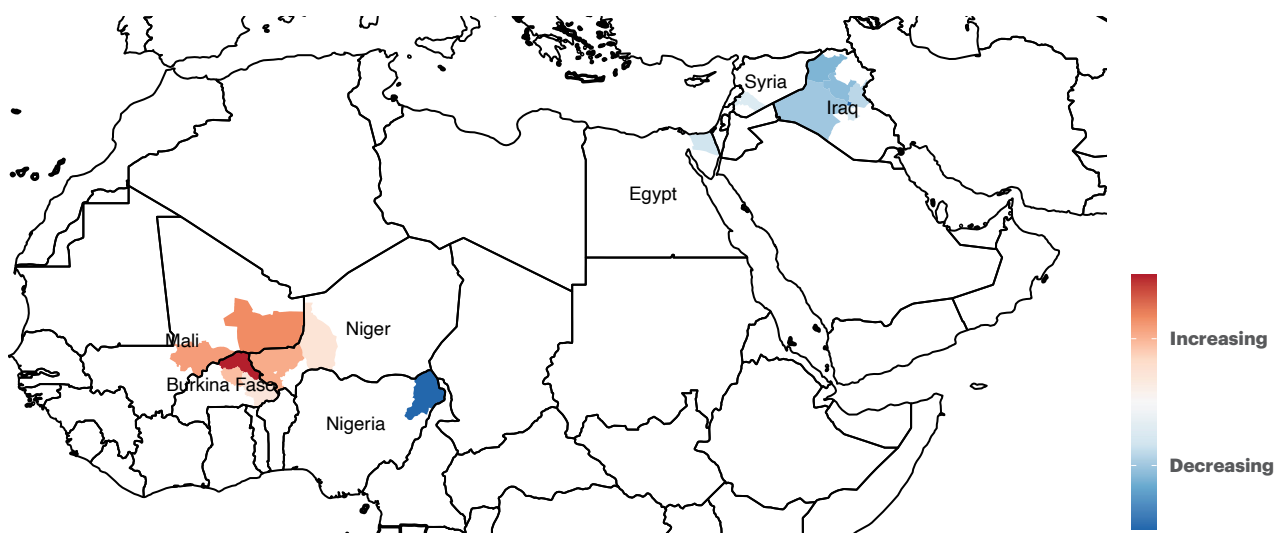 Syria
Iraq
Egypt
Niger
Mali
Burkina Faso
Nigeria
Increasing
Decreasing